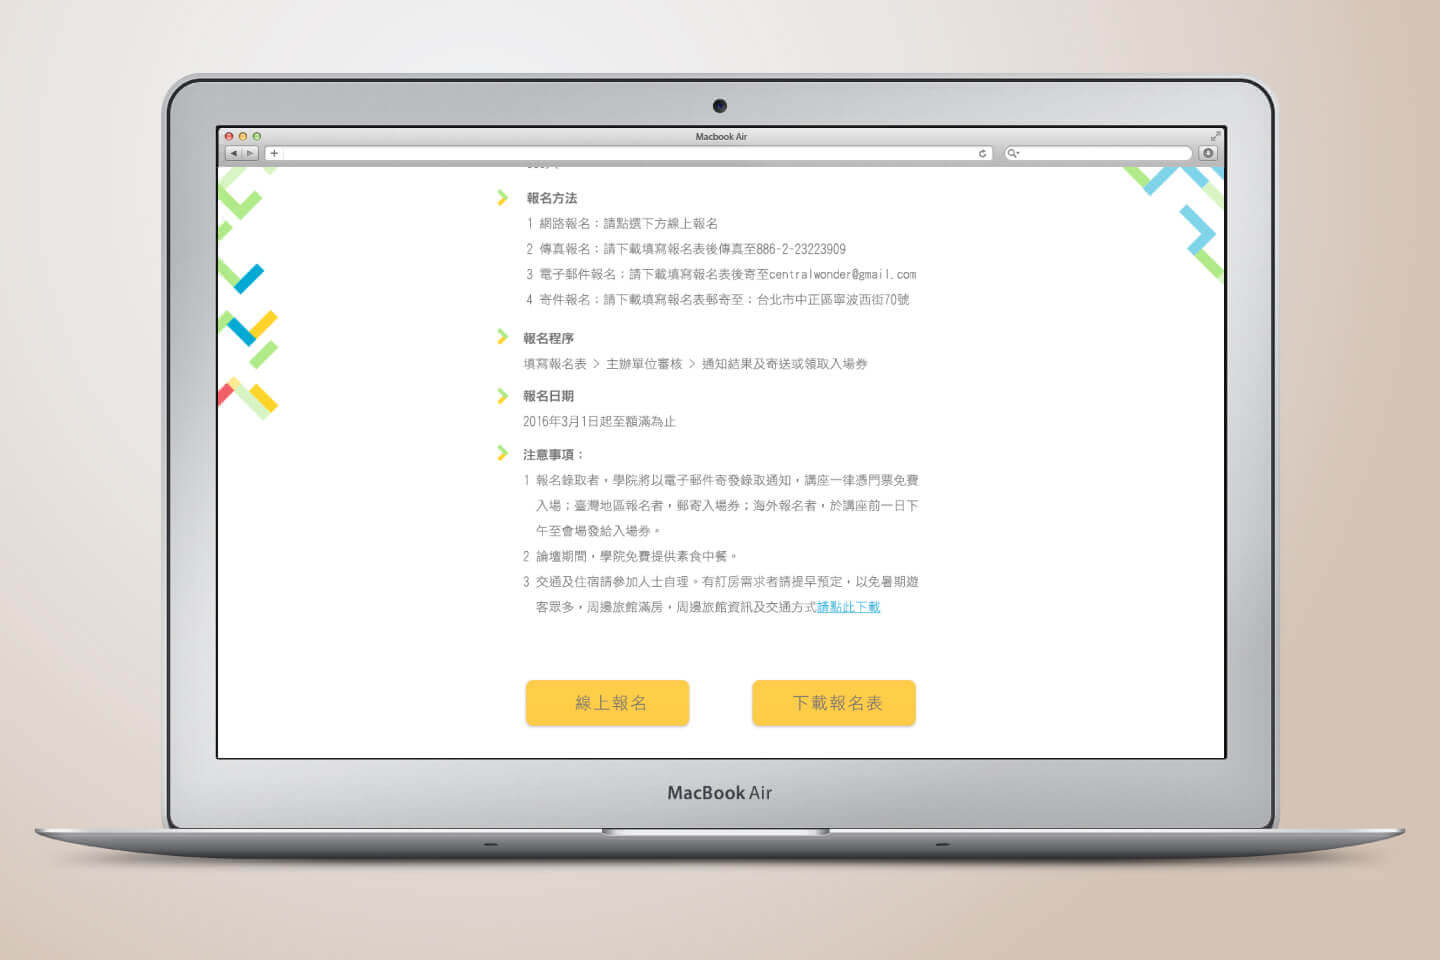 Macbook Air
報名方法
1 網路報名：請點選下方線上報名
2 傳真報名：請下載填寫報名表後傳真至886-2-23223909
3 電子郵件報名：請下載填寫報名表後寄至centralwonder@gmail.com
4 寄件報名：請下載填寫報名表郵寄至：台北市中正區寧波西街70號
報名程序
填寫報名表 > 主辦單位審核 > 通知結果及寄送或領取入場券
報名日期
2016年3月1日起至額滿為止
注意事項：
1 報名錄取者，學院將以電子郵件寄發錄取通知，講座一律憑門票免費
入場；臺灣地區報名者，郵寄入場券；海外報名者，於講座前一日下
午至會場發給入場券。
2 論壇期間，學院免費提供素食中餐。
3 交通及住宿請參加人士自理。有訂房需求者請提早預定，以免暑期遊
客眾多，周邊旅館滿房，周邊旅館資訊及交通方式請點此下載
線上報名
下載報名表
MacBook Air